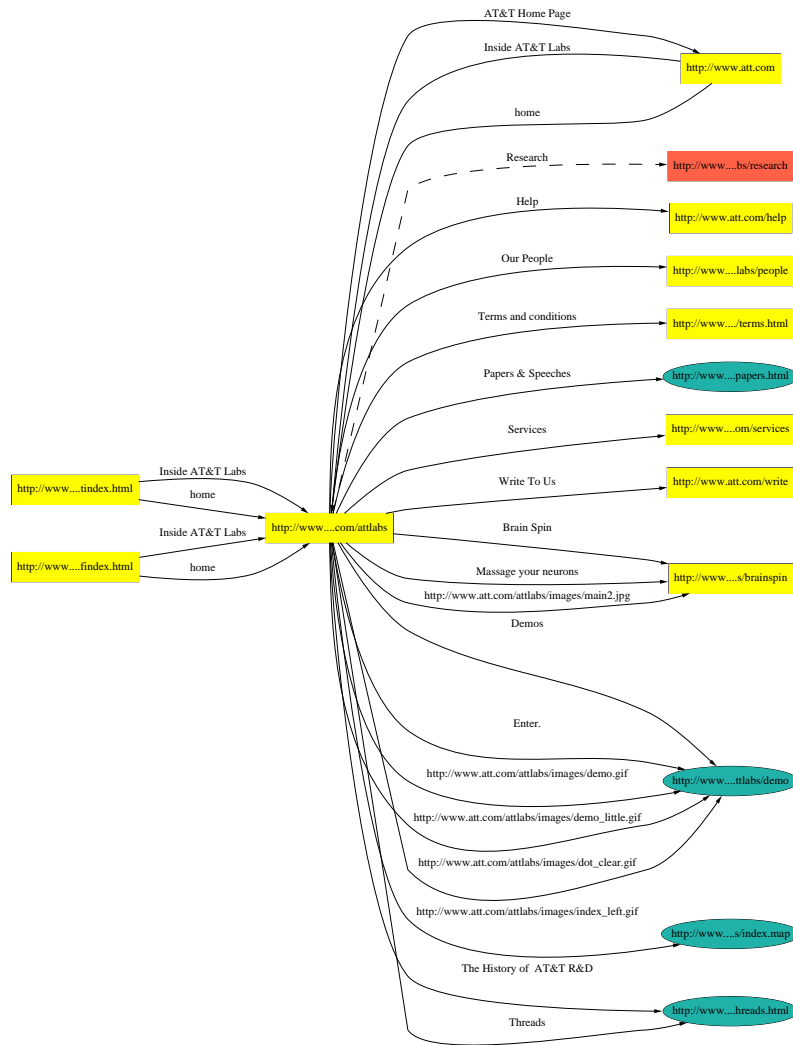 AT&T Home Page
Inside AT&T Labs
http://www.att.com
home
Research
http://www....bs/research
Help
http://www.att.com/help
Our People
http://www....labs/people
Terms and conditions
http://www..../terms.html
Papers & Speeches
http://www....papers.html
Services
http://www....om/services
Inside AT&T Labs
http://www....tindex.html
home
Write To Us
http://www.att.com/write
Inside AT&T Labs
http://www....com/attlabs
Brain Spin
http://www....findex.html
home
Massage your neurons
http://www....s/brainspin
http://www.att.com/attlabs/images/main2.jpg
Demos
Enter.
http://www.att.com/attlabs/images/demo.gif
http://www....ttlabs/demo
http://www.att.com/attlabs/images/demo_little.gif
http://www.att.com/attlabs/images/dot_clear.gif
http://www.att.com/attlabs/images/index_left.gif
http://www....s/index.map
The History of  AT&T R&D
http://www....hreads.html
Threads